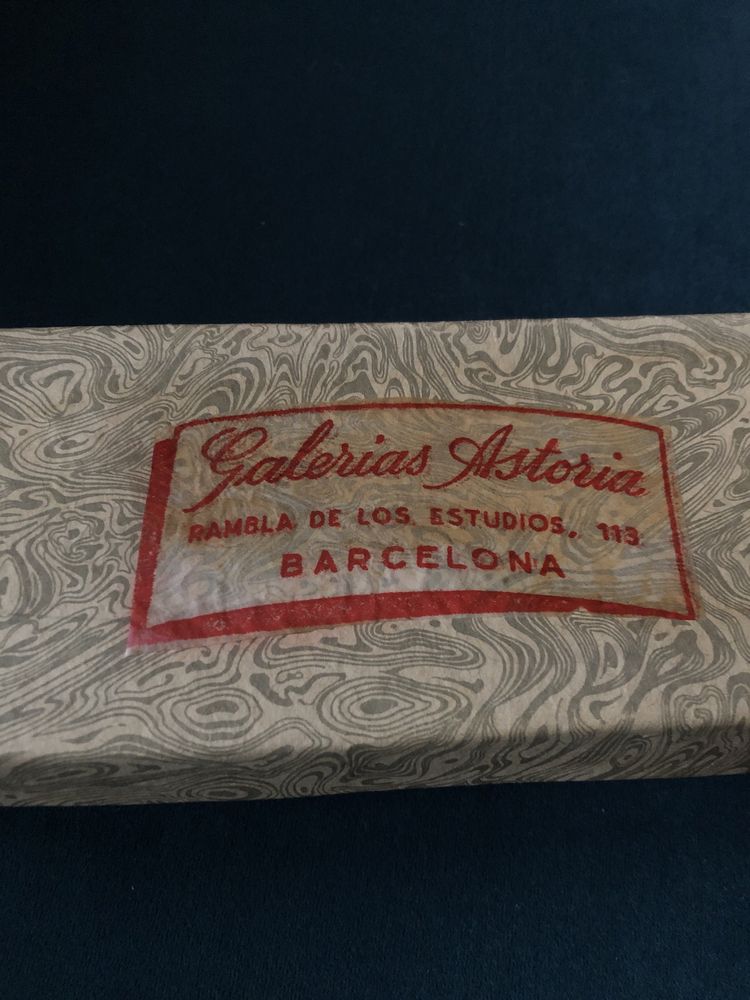 Galerias Astoria
RAMBLA DE LOS ESTUDIOS, 113
BARCELONA